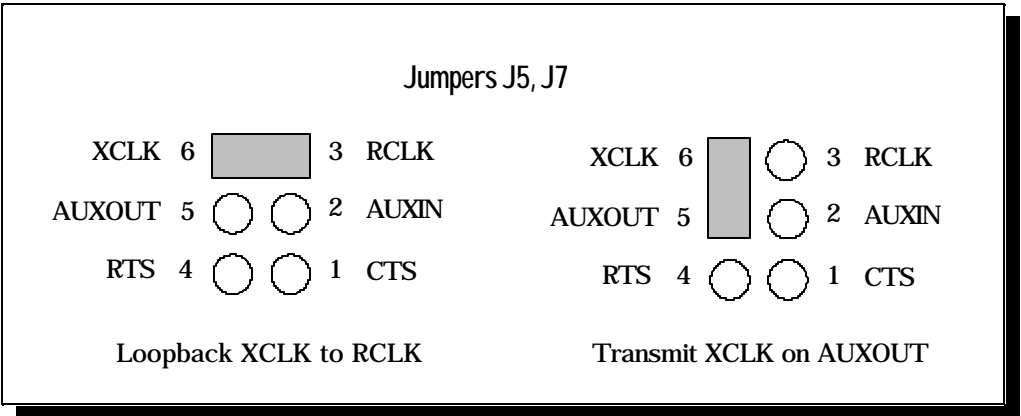 Jumpers J5, J7
XCLK 6 3 RCLK
AUXOUT 5 2 AUXIN
RTS 4 1 CTS
Loopback XCLK to RCLK
XCLK 6 3 RCLK
AUXOUT 5 2 AUXIN
RTS 4 1 CTS
Transmit XCLK on AUXOUT